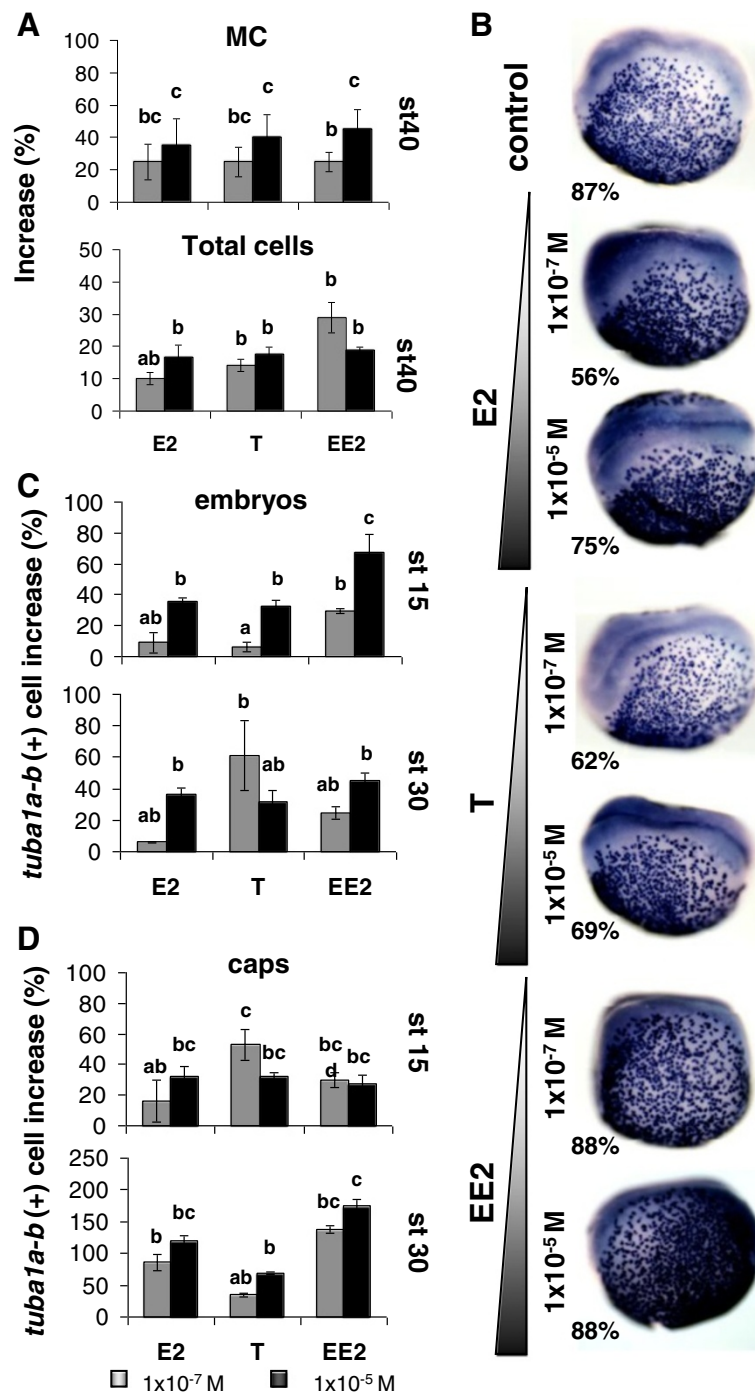 A
MC
Increase (%)
100
80
60
40
20
0
bc
c
bc
c
b
c
st40
Total cells
50
40
30
20
10
0
ab
b
b
b
b
b
st40
E2
T
EE2
B
control
87%
E2
1x10-7 M
56%
1x10-5 M
75%
T
1x10-7 M
62%
1x10-5 M
69%
EE2
1x10-7 M
88%
1x10-5 M
88%
C
embryos
tuba1a-b (+) cell increase (%)
100
80
60
40
20
0
ab
b
a
b
b
c
st 15
80
60
40
20
0
ab
b
b
ab
ab
b
st 30
E2
T
EE2
D
caps
tuba1a-b (+) cell increase (%)
100
80
60
40
20
0
ab
bc
c
bc
bc
d
bc
st 15
250
200
150
100
50
0
b
bc
ab
b
bc
c
st 30
E2
T
EE2
1x10-7 M
1x10-5 M